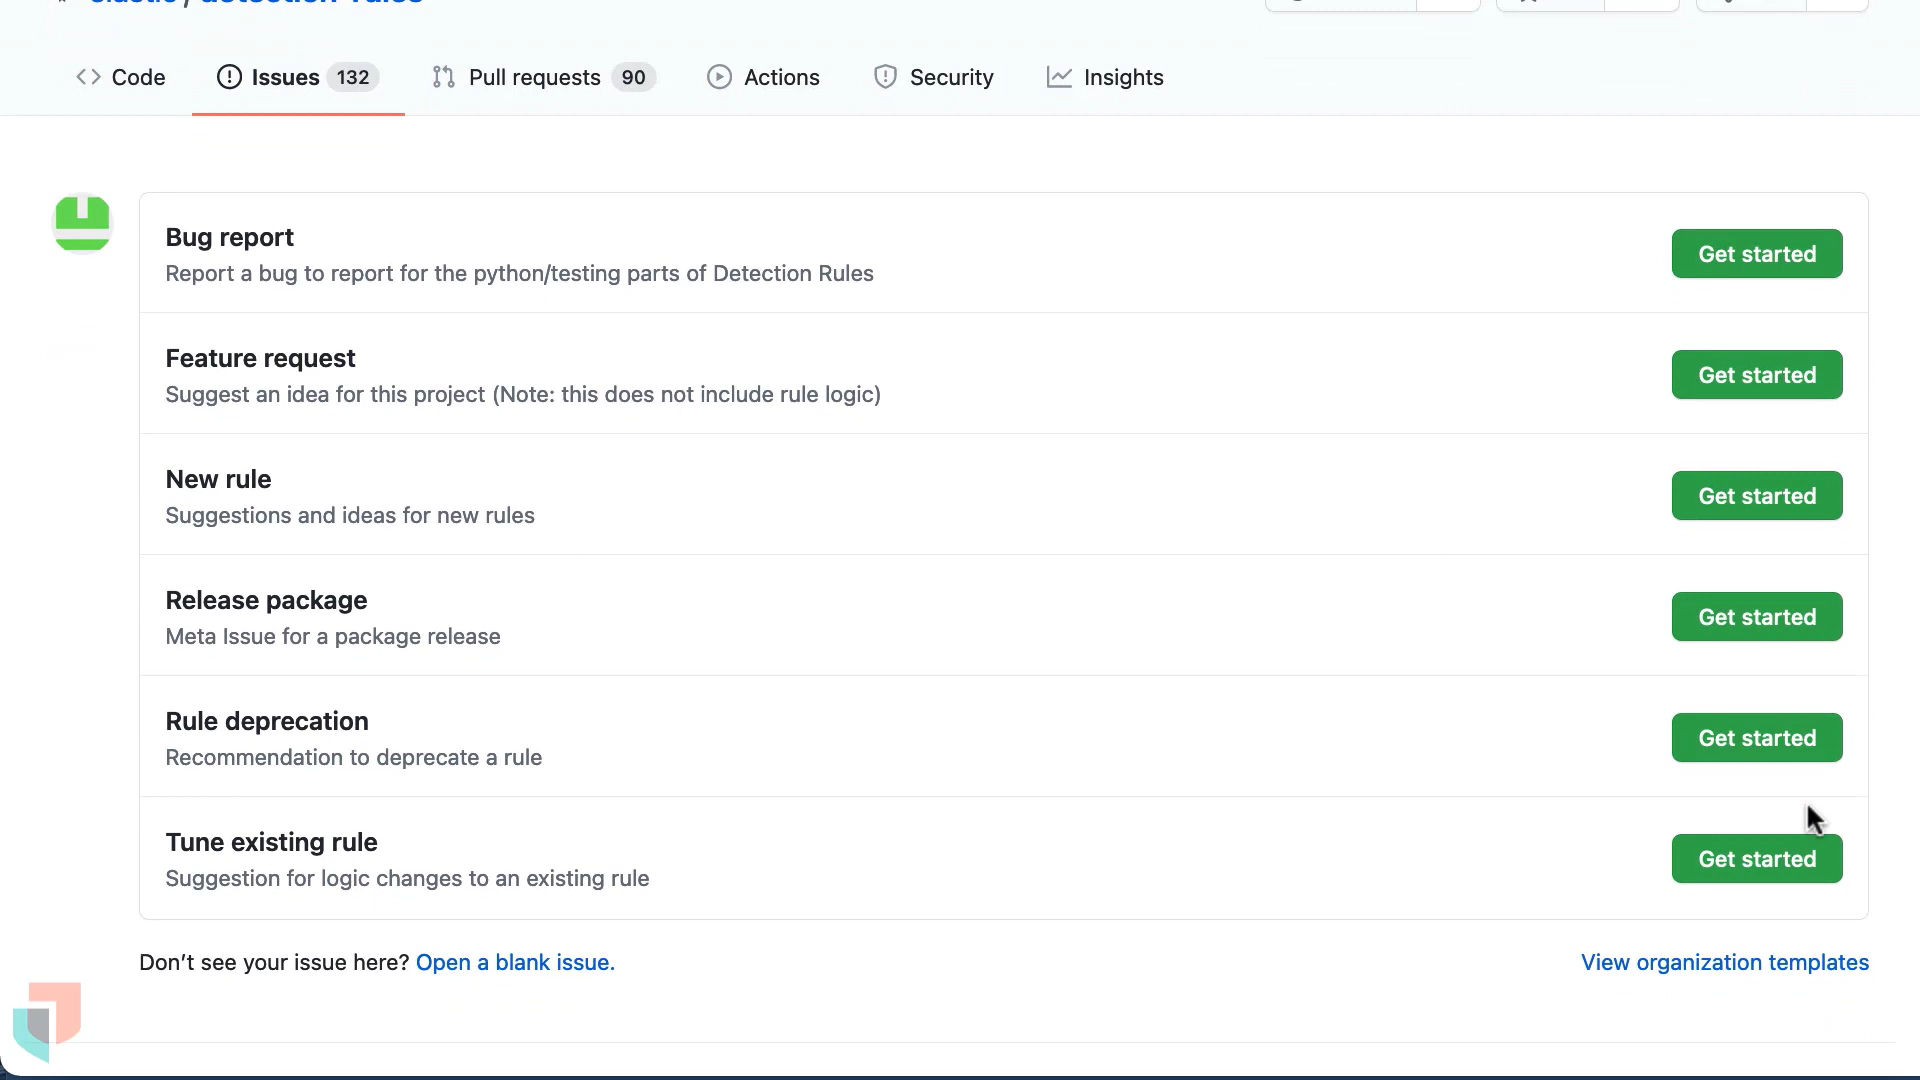 elastic / detection-rules
Code
Issues 132
Pull requests 90
Actions
Security
Insights
Bug report
Report a bug to report for the python/testing parts of Detection Rules
Get started
Feature request
Suggest an idea for this project (Note: this does not include rule logic)
Get started
New rule
Suggestions and ideas for new rules
Get started
Release package
Meta Issue for a package release
Get started
Rule deprecation
Recommendation to deprecate a rule
Get started
Tune existing rule
Suggestion for logic changes to an existing rule
Get started
Don’t see your issue here? Open a blank issue.
View organization templates